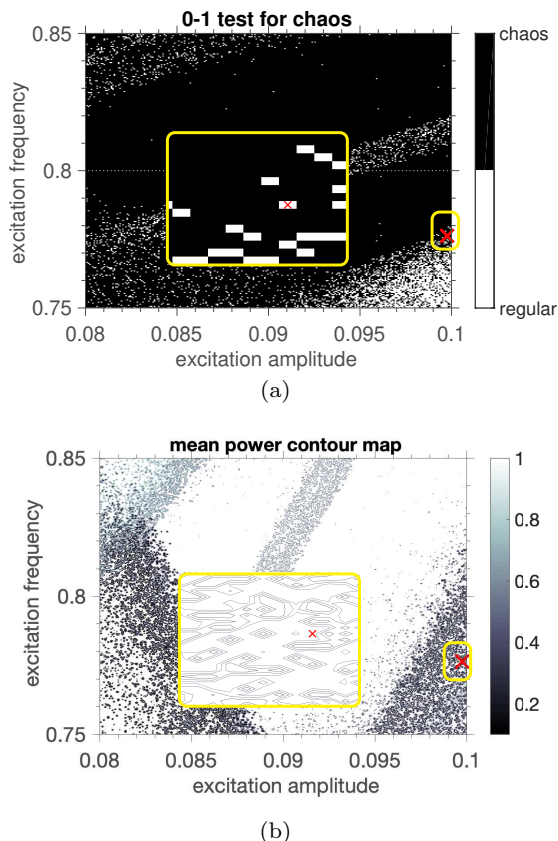 0-1 test for chaos
0.85
chaos
excitation frequency
0.8
0.75
regular
0.08
0.085
0.09
0.095
0.1
excitation amplitude
(a)
mean power contour map
0.85
1
0.8
excitation frequency
0.8
0.6
0.4
0.2
0.75
0.08
0.085
0.09
0.095
0.1
excitation amplitude
(b)